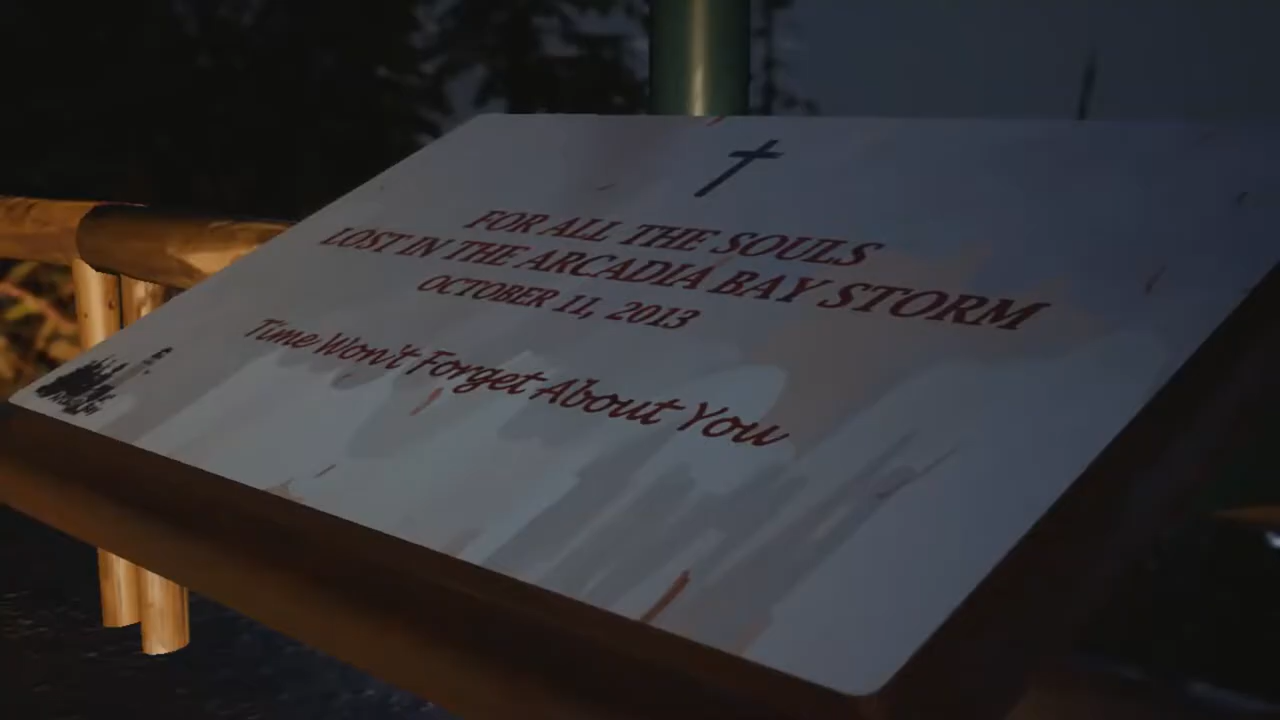 FOR ALL THE SOULS
LOST IN THE ARCADIA BAY STORM
OCTOBER 11, 2013
Time Won't Forget About You